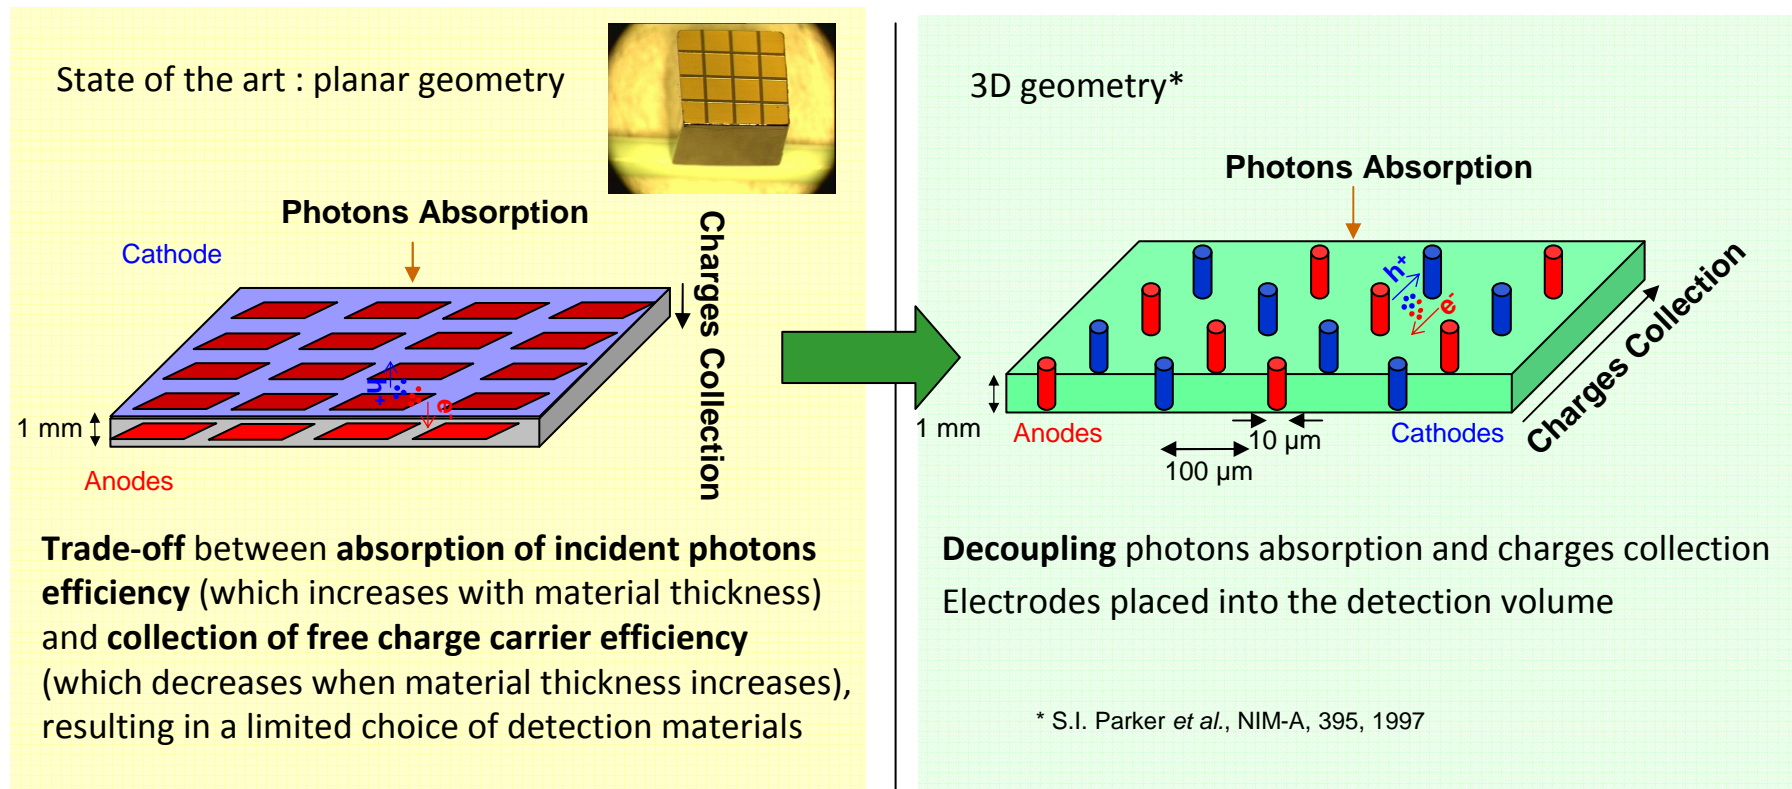 State of the art : planar geometry
Photons Absorption
Cathode
Charges Collection
h+
e-
1 mm
Anodes
Trade-off between absorption of incident photons
efficiency (which increases with material thickness)
and collection of free charge carrier efficiency
(which decreases when material thickness increases),
resulting in a limited choice of detection materials
3D geometry*
Photons Absorption
h+
e-
Charges Collection
1 mm
Anodes
10 µm
Cathodes
100 µm
Decoupling photons absorption and charges collection
Electrodes placed into the detection volume
* S.I. Parker et al., NIM-A, 395, 1997